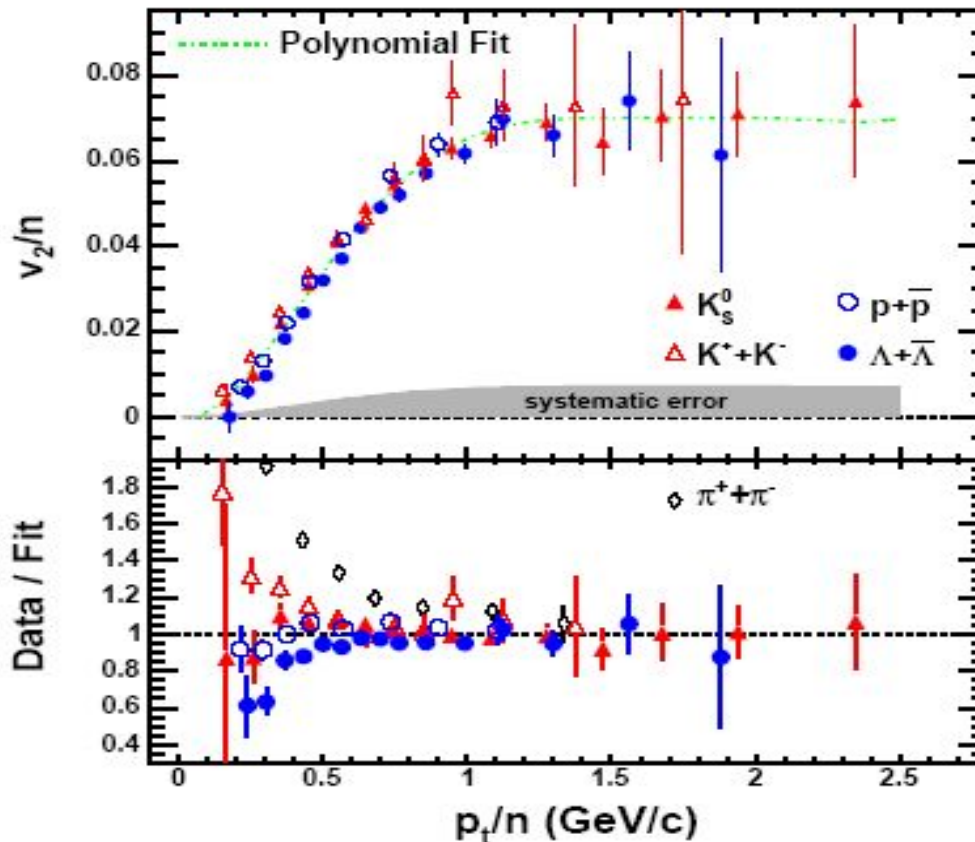 Polynomial Fit
0.08
0.06
0.04
0.02
0
v₂/n
K⁰ₛ
p+p̅
K⁺+K⁻
Λ+Λ̅
systematic error
1.8
1.6
1.4
1.2
1
0.8
0.6
0.4
Data / Fit
π⁺+π⁻
0 0.5 1 1.5 2 2.5
pₜ/n (GeV/c)